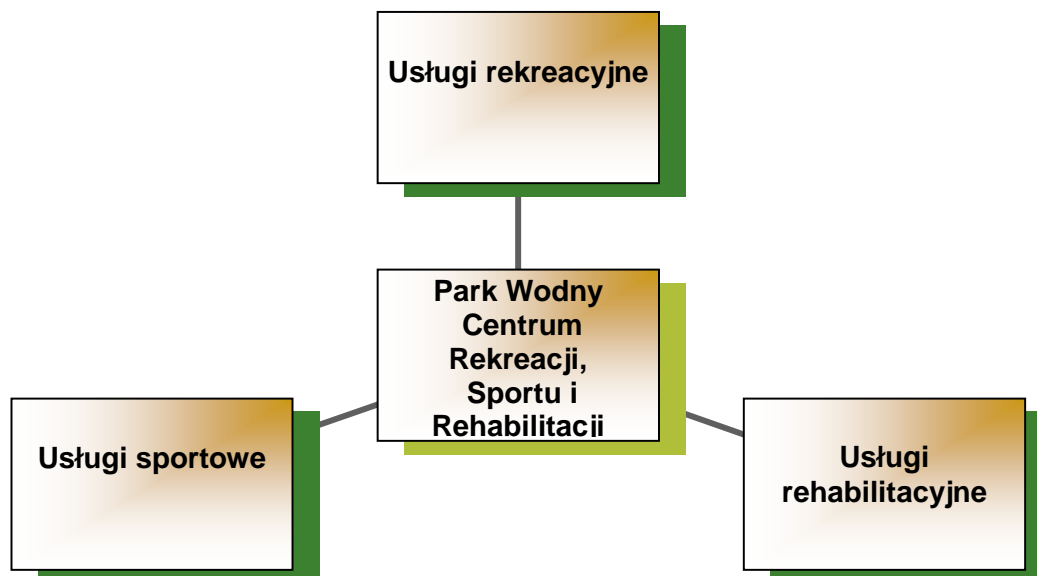 Usługi rekreacyjne
Park Wodny
Centrum
Rekreacji,
Sportu i
Rehabilitacji
Usługi sportowe
Usługi
rehabilitacyjne